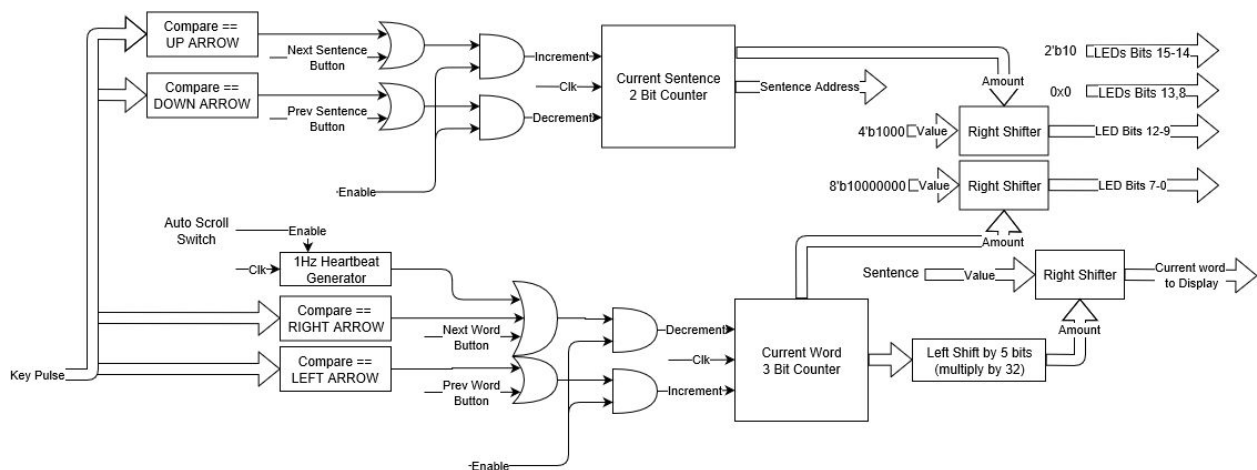 Compare ==
UP ARROW
Next Sentence
Button
Compare ==
DOWN ARROW
Prev Sentence
Button
Increment
Clk
Decrement
Enable
Current Sentence
2 Bit Counter
Sentence Address
Amount
2'b10
LEDs Bits 15-14
0x0
LEDs Bits 13,8
4'b1000
Value
Right Shifter
LED Bits 12-9
8'b10000000
Value
Right Shifter
LED Bits 7-0
Amount
Auto Scroll
Switch
Enable
Clk
1Hz Heartbeat
Generator
Compare ==
RIGHT ARROW
Next Word
Button
Compare ==
LEFT ARROW
Prev Word
Button
Key Pulse
Enable
Decrement
Clk
Increment
Current Word
3 Bit Counter
Sentence
Value
Right Shifter
Current word
to Display
Amount
Left Shift by 5 bits
(multiply by 32)